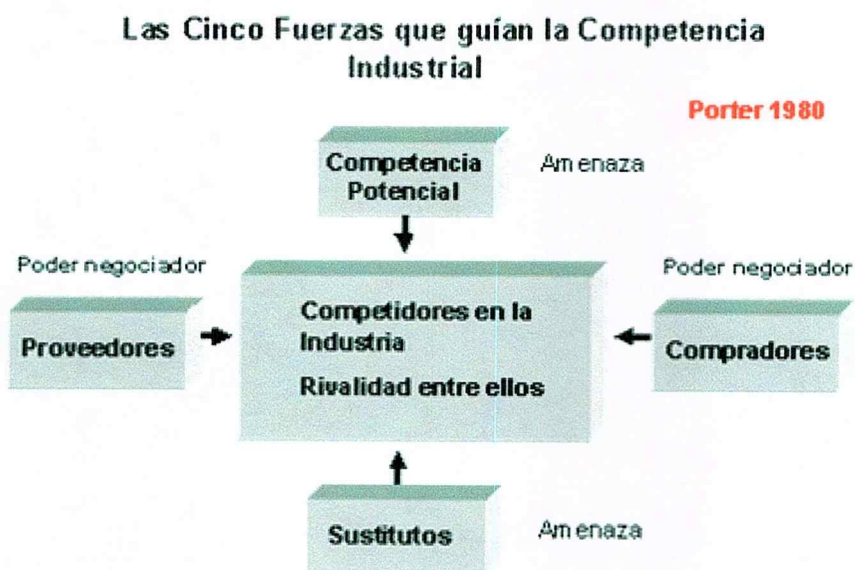 Las Cinco Fuerzas que guían la Competencia
Industrial
Porter 1980
Competencia
Potencial
Amenaza
Poder negociador
Proveedores
Competidores en la
Industria
Rivalidad entre ellos
Poder negociador
Compradores
Sustitutos
Amenaza